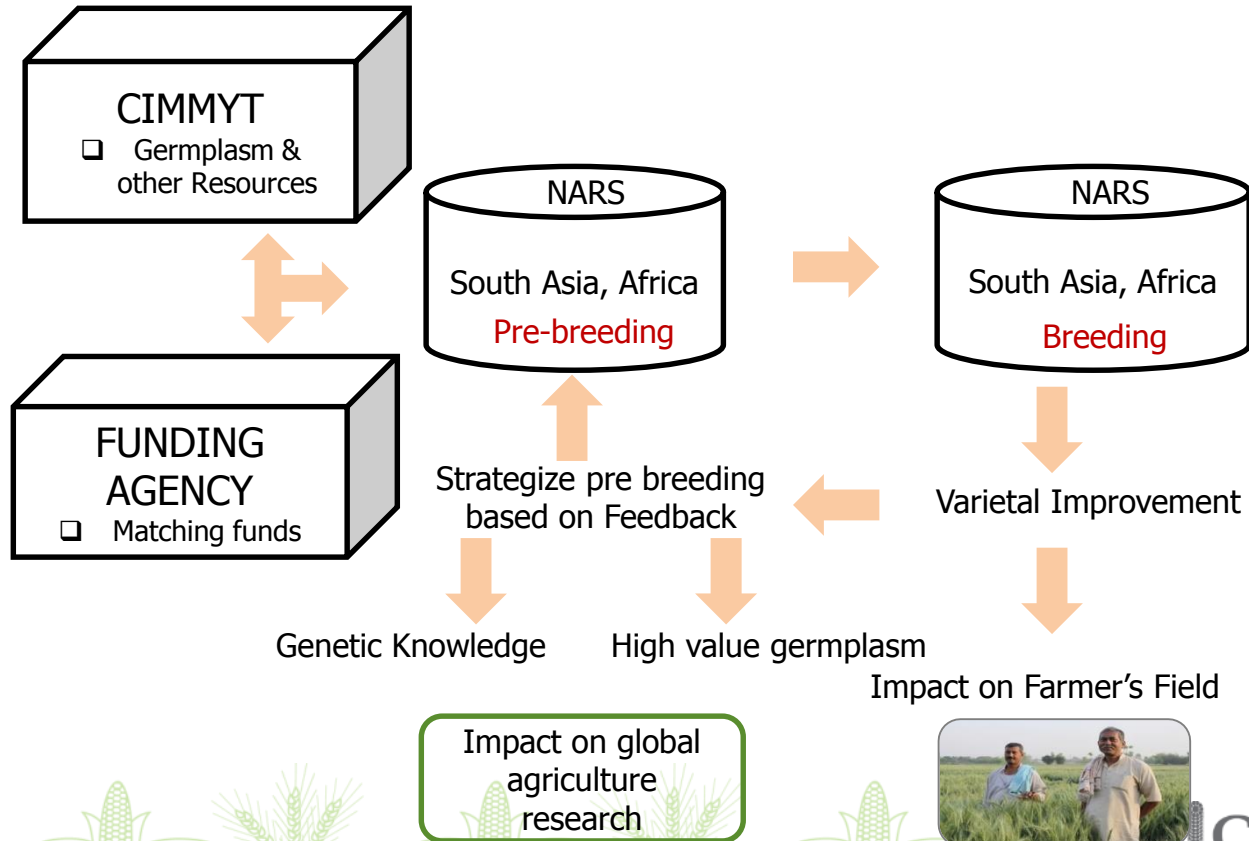 CIMMYT
❑ Germplasm &
other Resources
NARS
South Asia, Africa
Pre-breeding
NARS
South Asia, Africa
Breeding
FUNDING
AGENCY
❑ Matching funds
Strategize pre breeding
based on Feedback
Varietal Improvement
Genetic Knowledge
High value germplasm
Impact on Farmer’s Field
Impact on global
agriculture
research